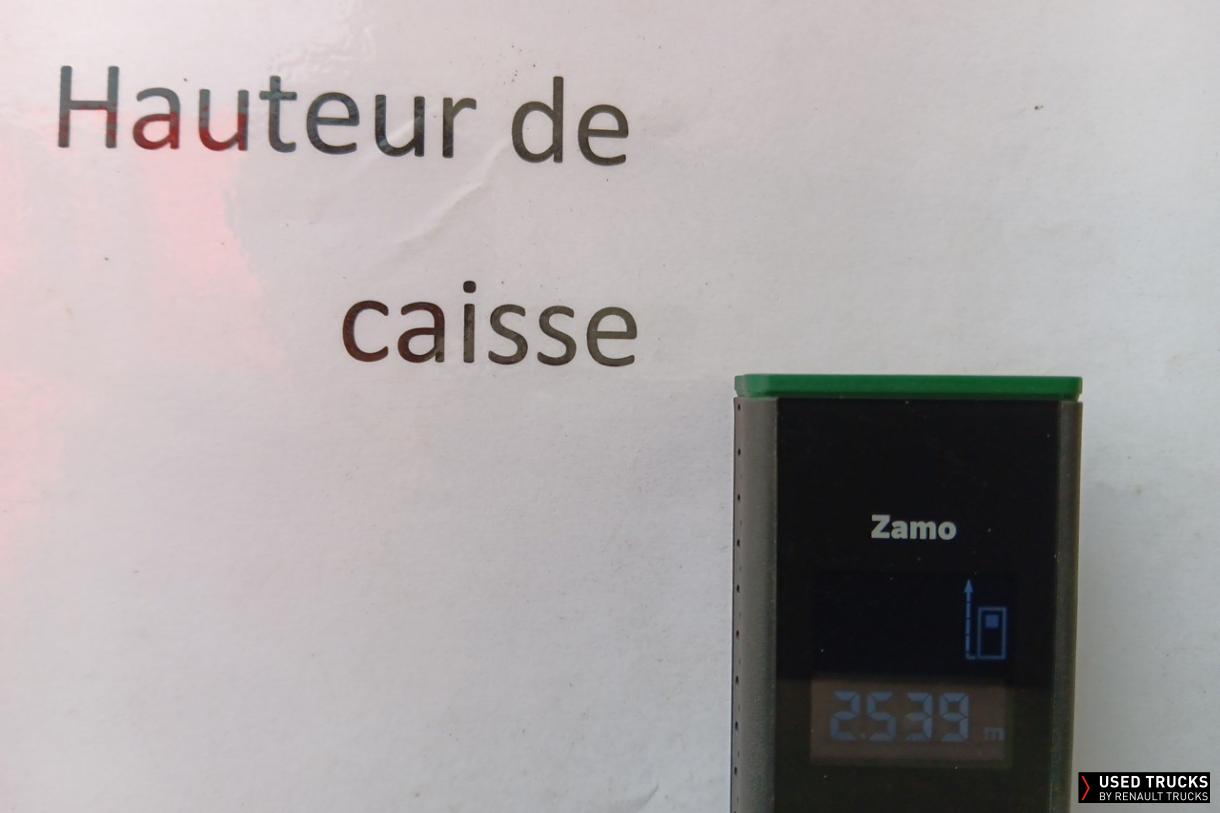 Hauteur de
caisse
Zamo
2.539 m
USED TRUCKS
BY RENAULT TRUCKS